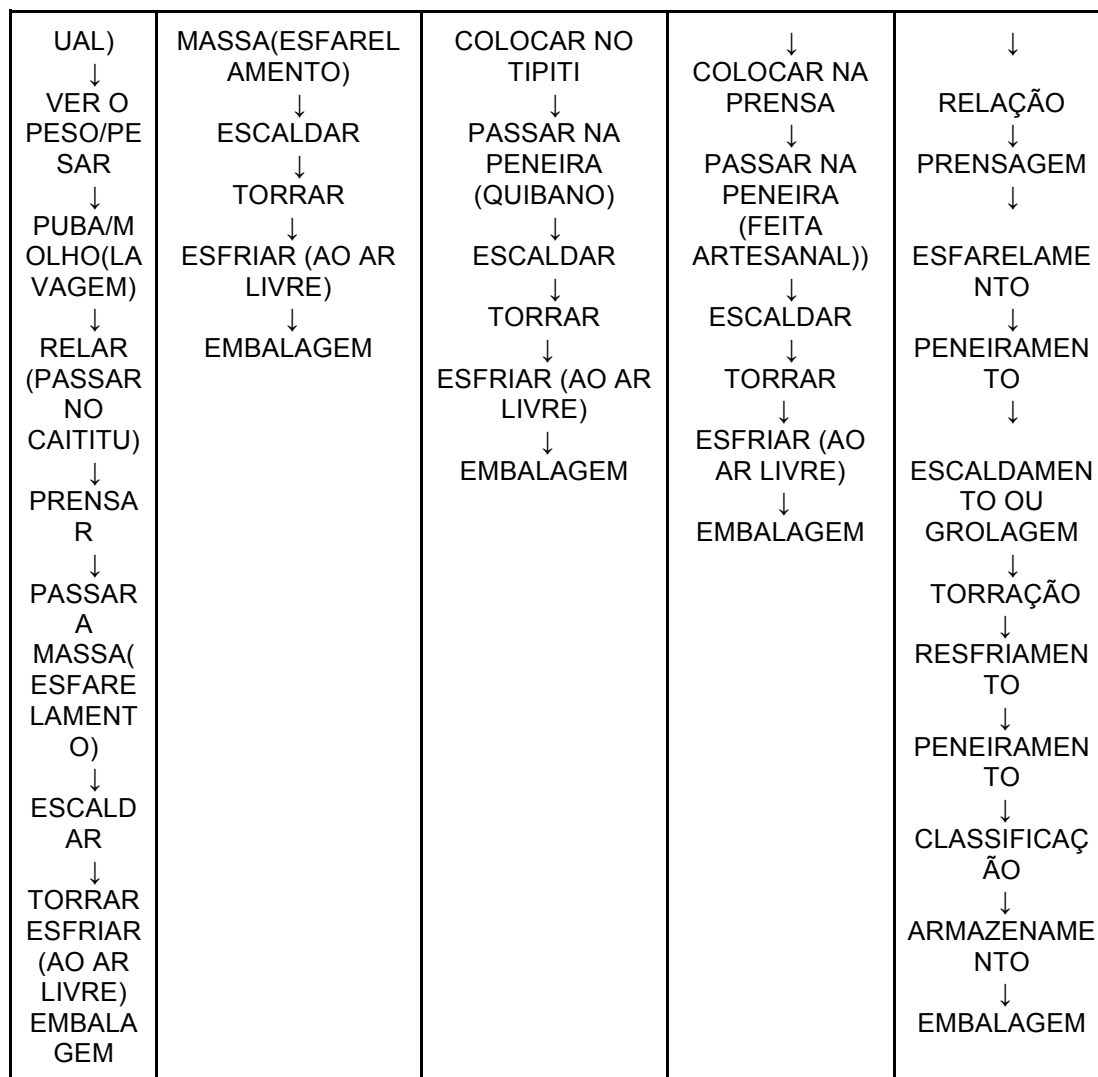 UAL)
↓
VER O
PESO/PE
SAR
↓
PUBA/M
OLHO(LA
VAGEM)
↓
RELAR
(PASSAR
NO
CAITITU)
↓
PRENSA
R
↓
PASSAR
A
MASSA(
ESFARE
LAMENT
O)
↓
ESCALD
AR
↓
TORRAR
ESFRIAR
(AO AR
LIVRE)
EMBALA
GEM
MASSA(ESFAREL
AMENTO)
↓
ESCALDAR
↓
TORRAR
↓
ESFRIAR (AO AR
LIVRE)
↓
EMBALAGEM
COLOCAR NO
TIPITI
↓
PASSAR NA
PENEIRA
(QUIBANO)
↓
ESCALDAR
↓
TORRAR
↓
ESFRIAR (AO AR
LIVRE)
↓
EMBALAGEM
↓
COLOCAR NA
PRENSA
↓
PASSAR NA
PENEIRA
(FEITA
ARTESANAL))
↓
ESCALDAR
↓
TORRAR
↓
ESFRIAR (AO
AR LIVRE)
↓
EMBALAGEM
↓
RELAÇÃO
↓
PRENSAGEM
↓
ESFARELAME
NTO
↓
PENEIRAMEN
TO
↓
ESCALDAMEN
TO OU
GROLAGEM
↓
TORRAÇÃO
↓
RESFRIAMEN
TO
↓
PENEIRAMEN
TO
↓
CLASSIFICAÇ
ÃO
↓
ARMAZENAME
NTO
↓
EMBALAGEM